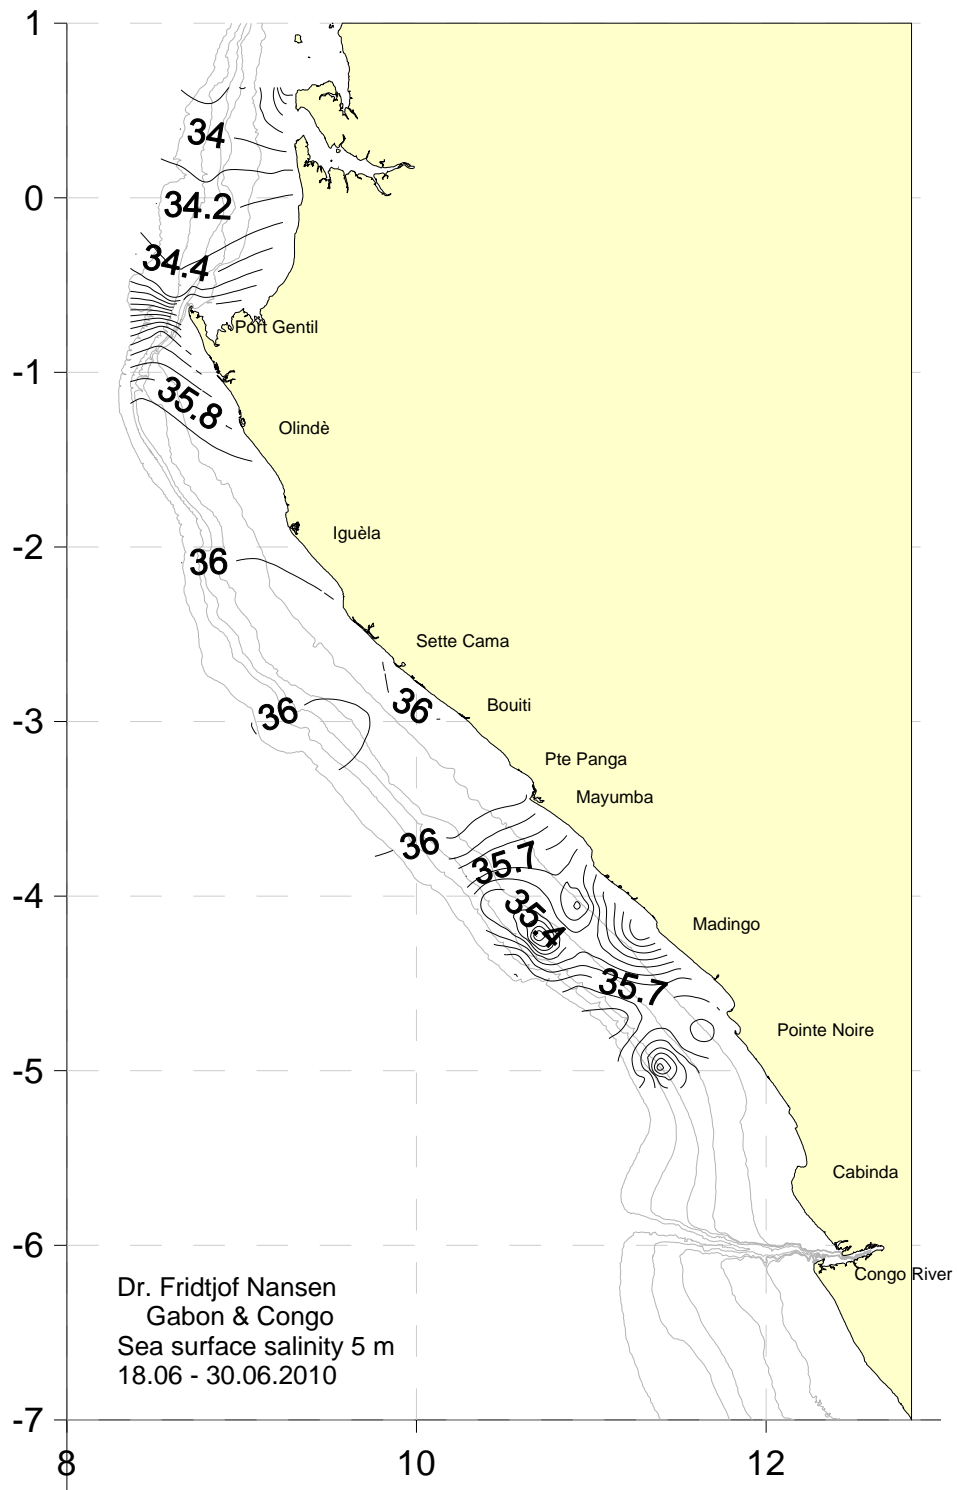 1
34
0
34.2
34.4
Port Gentil
-1
35.8
Olindè
Iguèla
-2
36
Sette Cama
36
Bouiti
36
-3
Pte Panga
Mayumba
36
35.7
-4
35.4
Madingo
35.7
Pointe Noire
-5
Cabinda
-6
Congo River
Dr. Fridtjof Nansen
Gabon & Congo
Sea surface salinity 5 m
18.06 - 30.06.2010
-7
8
10
12